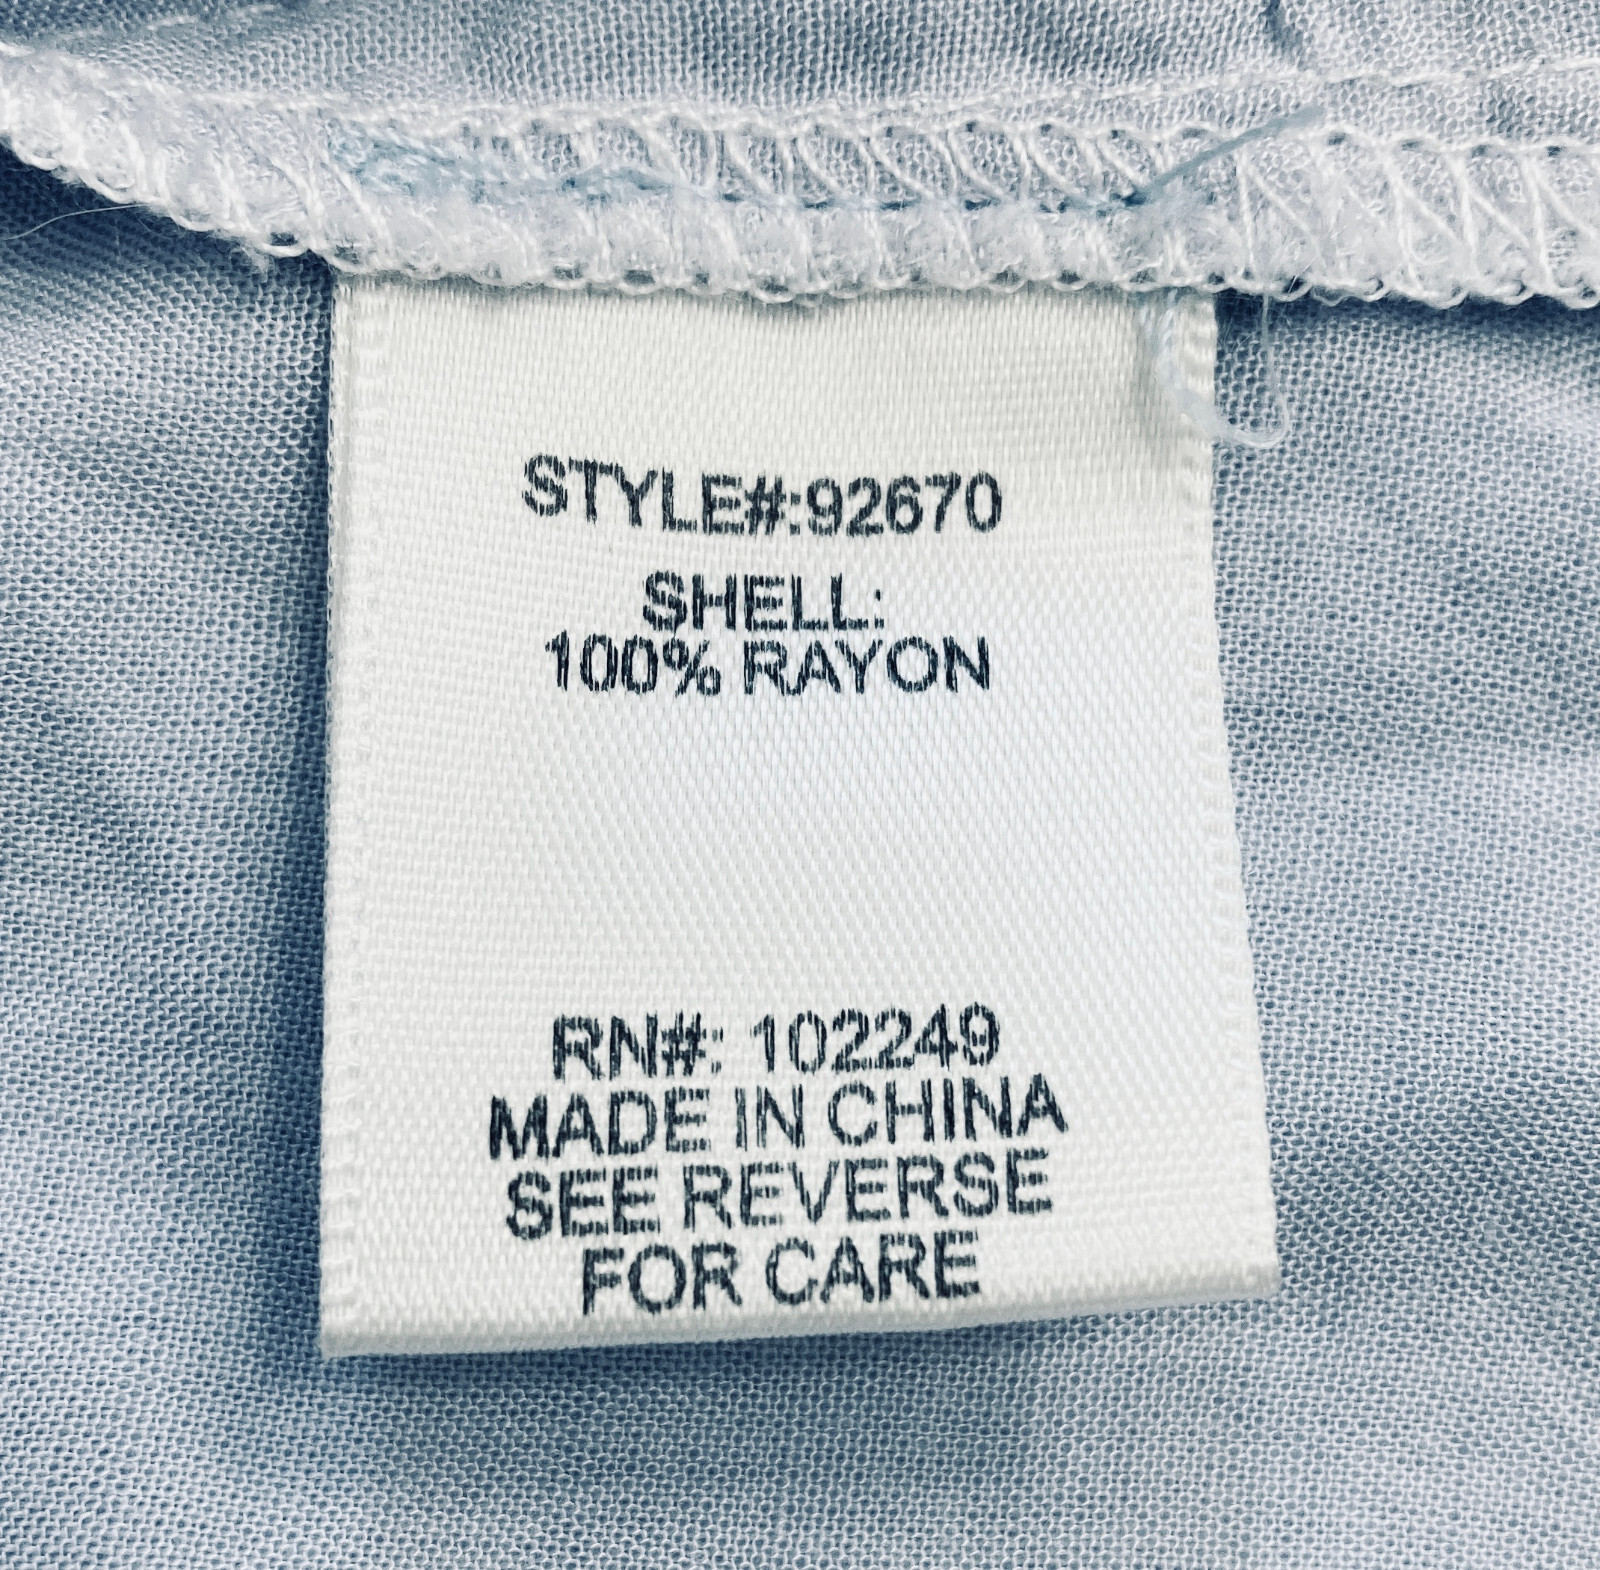 STYLE#:92670
SHELL:
100% RAYON
RN#: 102249
MADE IN CHINA
SEE REVERSE
FOR CARE